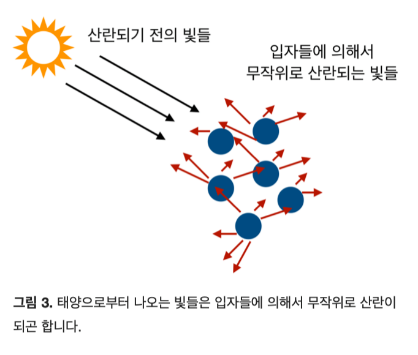 산란되기 전의 빛들
입자들에 의해서
무작위로 산란되는 빛들
그림 3. 태양으로부터 나오는 빛들은 입자들에 의해서 무작위로 산란이
되곤 합니다.